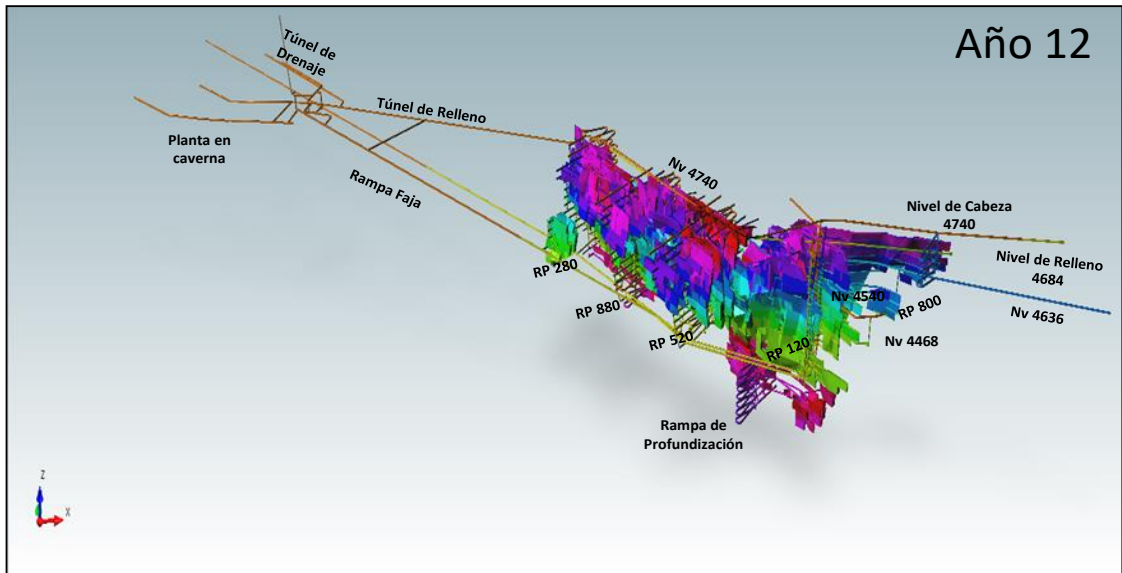 Año 12
Túnel de
Drenaje
Túnel de Relleno
Planta en
caverna
Rampa Faja
Nv 4740
Nivel de Cabeza
4740
Nivel de Relleno
4684
RP 280
RP 880
RP 520
RP 120
Nv 4540
RP 800
Nv 4636
Nv 4468
Rampa de
Profundización
Z
X